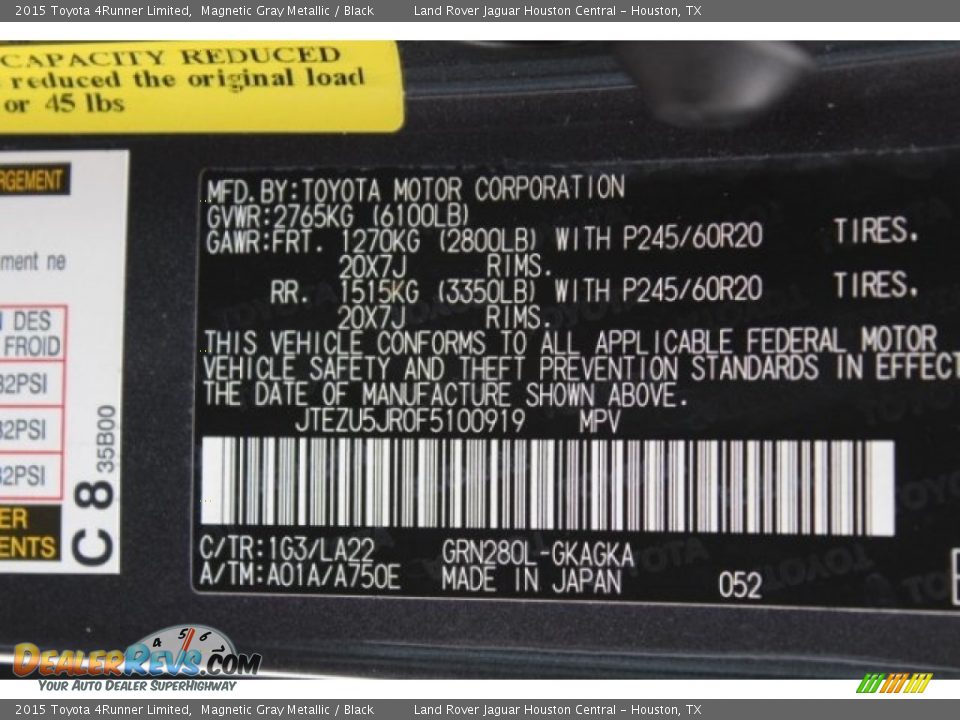 2015 Toyota 4Runner Limited, Magnetic Gray Metallic / Black Land Rover Jaguar Houston Central - Houston, TX
CAPACITY REDUCED
reduced the original load
or 45 lbs
MFD.BY:TOYOTA MOTOR CORPORATION
GVWR:2765KG (6100LB)
GAWR:FRT. 1270KG (2800LB) WITH P245/60R20 TIRES.
20X7J RIMS.
RR. 1515KG (3350LB) WITH P245/60R20 TIRES.
20X7J RIMS.
THIS VEHICLE CONFORMS TO ALL APPLICABLE FEDERAL MOTOR
VEHICLE SAFETY AND THEFT PREVENTION STANDARDS IN EFFECT
THE DATE OF MANUFACTURE SHOWN ABOVE.
JTEZU5JR0F5100919 MPV
C/TR:1G3/LA22 GRN280L-GKAGKA
A/TM:A01A/A750E MADE IN JAPAN 052
RGEMENT
ment ne
DES
FROID
32PSI
32PSI
32PSI
ER
ENTS
C 8 35B00
4 5 6
DEALERREVS.COM
YOUR AUTO DEALER SUPERHIGHWAY
2015 Toyota 4Runner Limited, Magnetic Gray Metallic / Black Land Rover Jaguar Houston Central - Houston, TX